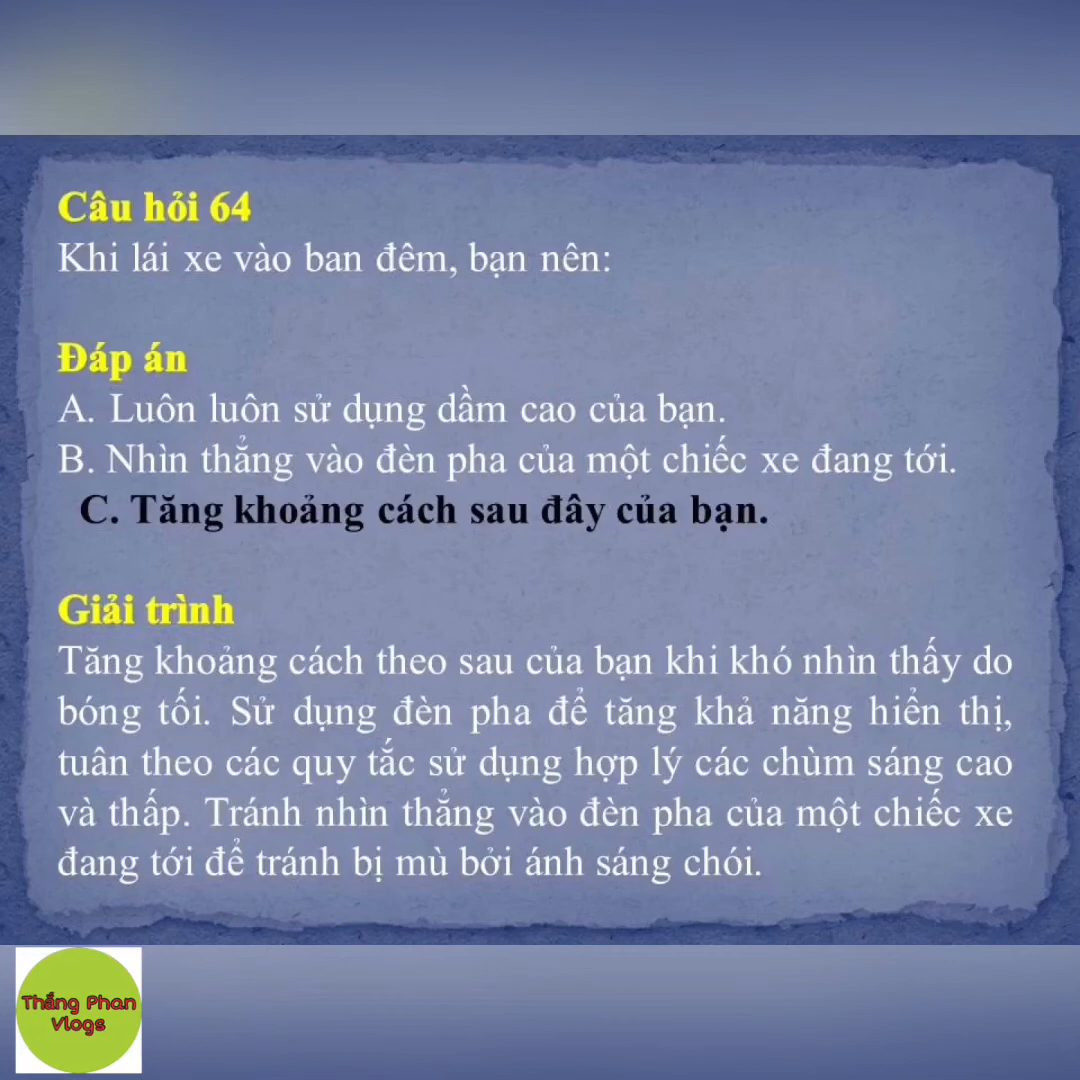 Câu hỏi 64
Khi lái xe vào ban đêm, bạn nên:
Đáp án
A. Luôn luôn sử dụng dầm cao của bạn.
B. Nhìn thẳng vào đèn pha của một chiếc xe đang tới.
C. Tăng khoảng cách sau đây của bạn.
Giải trình
Tăng khoảng cách theo sau của bạn khi khó nhìn thấy do
bóng tối. Sử dụng đèn pha để tăng khả năng hiển thị,
tuân theo các quy tắc sử dụng hợp lý các chùm sáng cao
và thấp. Tránh nhìn thẳng vào đèn pha của một chiếc xe
đang tới để tránh bị mù bởi ánh sáng chói.
Thắng Phan
Vlogs